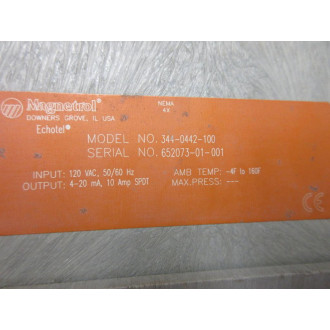 Magnetrol®
DOWNERS GROVE, IL USA
Echotel®
NEMA
4X
MODEL NO. 344-0442-100
SERIAL NO. 652073-01-001
INPUT: 120 VAC, 50/60 Hz
OUTPUT: 4-20 mA, 10 Amp SPDT
AMB TEMP: -4F to 160F
MAX.PRESS: ---